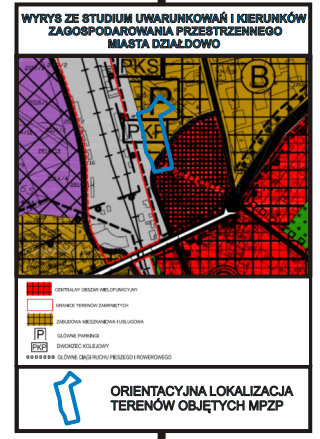 WYRYS ZE STUDIUM UWARUNKOWAŃ I KIERUNKÓW
ZAGOSPODAROWANIA PRZESTRZENNEGO
MIASTA DZIAŁDOWO
PKS
P
B
PKP
CENTRALNY OBSZAR WIELOFUNKCYJNY
GRANICE TERENÓW ZAMKNIĘTYCH
ZABUDOWA MIESZKANIOWA I USŁUGOWA
P GŁÓWNE PARKINGI
PKP DWORZEC KOLEJOWY
GŁÓWNE CIĄGI RUCHU PIESZEGO I ROWEROWEGO
ORIENTACYJNA LOKALIZACJA
TERENÓW OBJĘTYCH MPZP